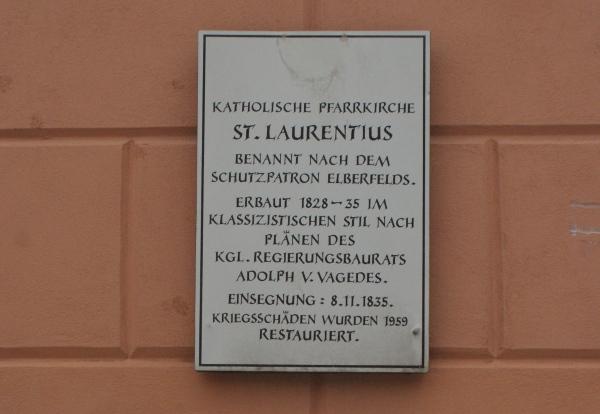 KATHOLISCHE PFARRKIRCHE
ST. LAURENTIUS
BENANNT NACH DEM
SCHUTZPATRON ELBERFELDS.
ERBAUT 1828-35 IM
KLASSIZISTISCHEN STIL NACH
PLÄNEN DES
KGL. REGIERUNGSBAURATS
ADOLPH V. VAGEDES.
EINSEGNUNG: 8.11.1835.
KRIEGSSCHÄDEN WURDEN 1959
RESTAURIERT.